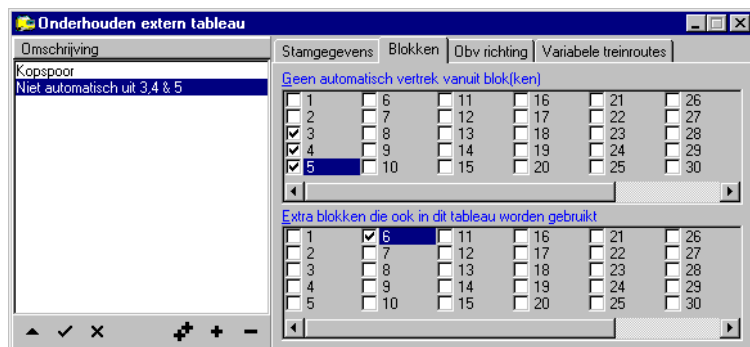 Onderhouden extern tableau
Omschrijving
Kopspoor
Niet automatisch uit 3,4 & 5
Stamgegevens Blokken Obv richting Variabele treinroutes
Geen automatisch vertrek vanuit blok(ken)
1 6 11 16 21 26
2 7 12 17 22 27
3 8 13 18 23 28
4 9 14 19 24 29
5 10 15 20 25 30
Extra blokken die ook in dit tableau worden gebruikt
1 6 11 16 21 26
2 7 12 17 22 27
3 8 13 18 23 28
4 9 14 19 24 29
5 10 15 20 25 30